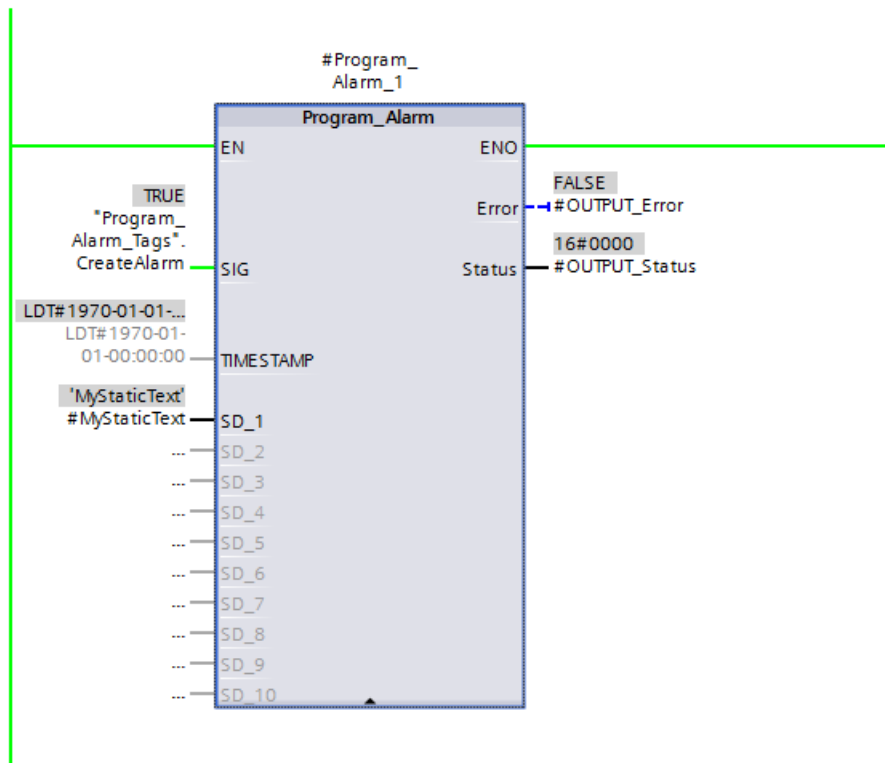 #Program_
Alarm_1
Program_Alarm
EN
ENO
TRUE
"Program_
Alarm_Tags".
CreateAlarm
SIG
Error
FALSE
#OUTPUT_Error
Status
16#0000
#OUTPUT_Status
LDT#1970-01-01-...
LDT#1970-01-
01-00:00:00
TIMESTAMP
'MyStaticText'
#MyStaticText
SD_1
... SD_2
... SD_3
... SD_4
... SD_5
... SD_6
... SD_7
... SD_8
... SD_9
... SD_10